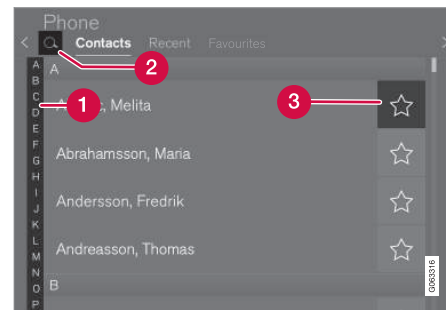 Phone
Contacts Recent Favourites
2
A
A
B
C
D
E
F
G
H
I
J
K
L
M
N
O
P
1
Melita
3
Abrahamsson, Maria
Andersson, Fredrik
Andreasson, Thomas
B
G063316